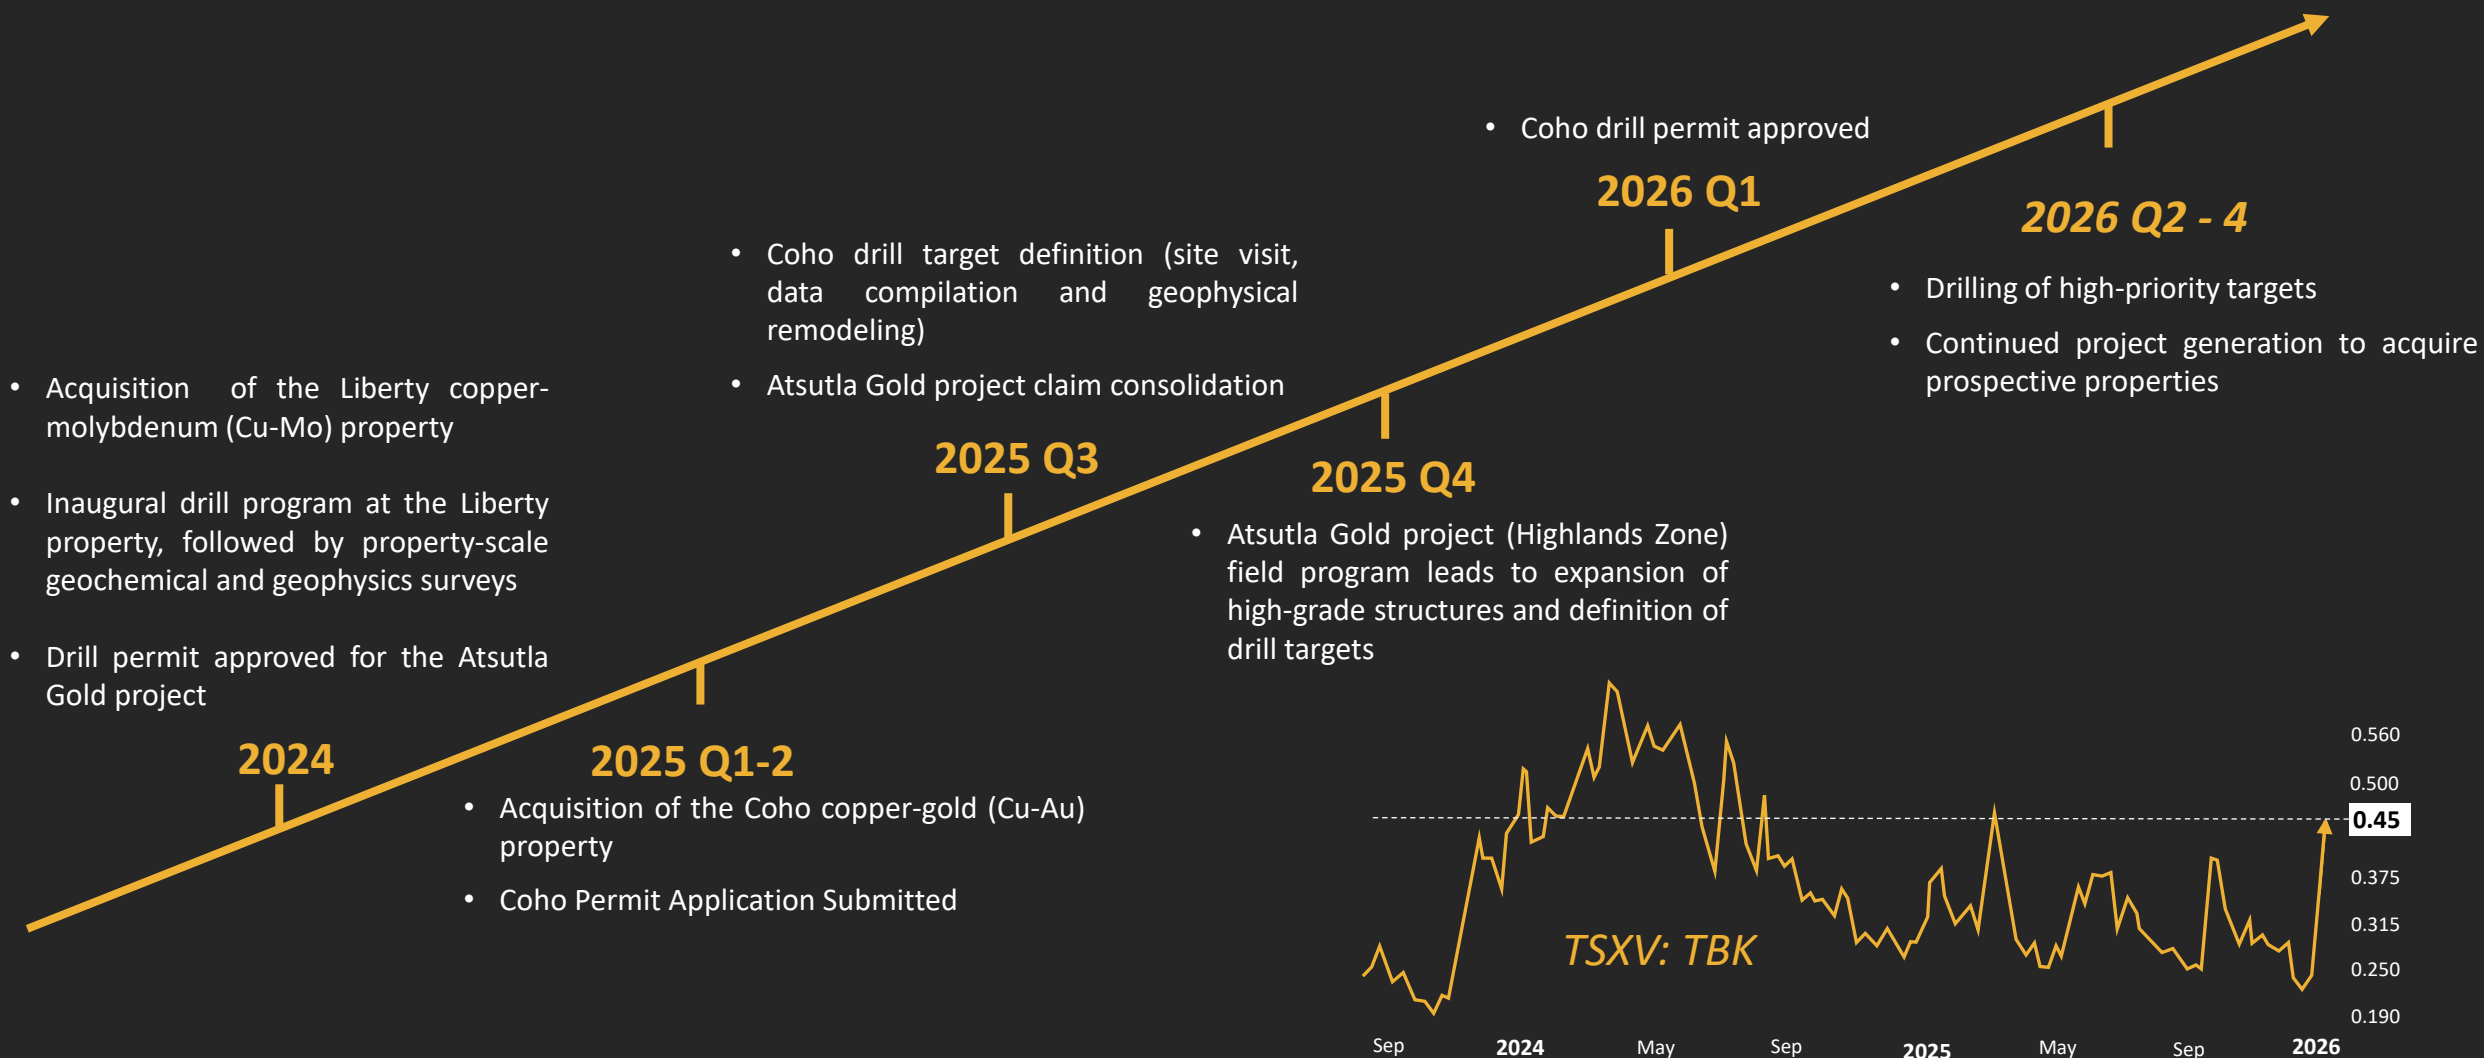 • Acquisition of the Liberty copper-
molybdenum (Cu-Mo) property
• Inaugural drill program at the Liberty
property, followed by property-scale
geochemical and geophysics surveys
• Drill permit approved for the Atsutla
Gold project
2024
2025 Q1-2
• Acquisition of the Coho copper-gold (Cu-Au)
property
• Coho Permit Application Submitted
• Coho drill target definition (site visit,
data compilation and geophysical
remodeling)
• Atsutla Gold project claim consolidation
2025 Q3
2025 Q4
• Atsutla Gold project (Highlands Zone)
field program leads to expansion of
high-grade structures and definition of
drill targets
• Coho drill permit approved
2026 Q1
2026 Q2 - 4
• Drilling of high-priority targets
• Continued project generation to acquire
prospective properties
TSXV: TBK
0.560
0.500
0.45
0.375
0.315
0.250
0.190
Sep 2024 May Sep 2025 May Sep 2026